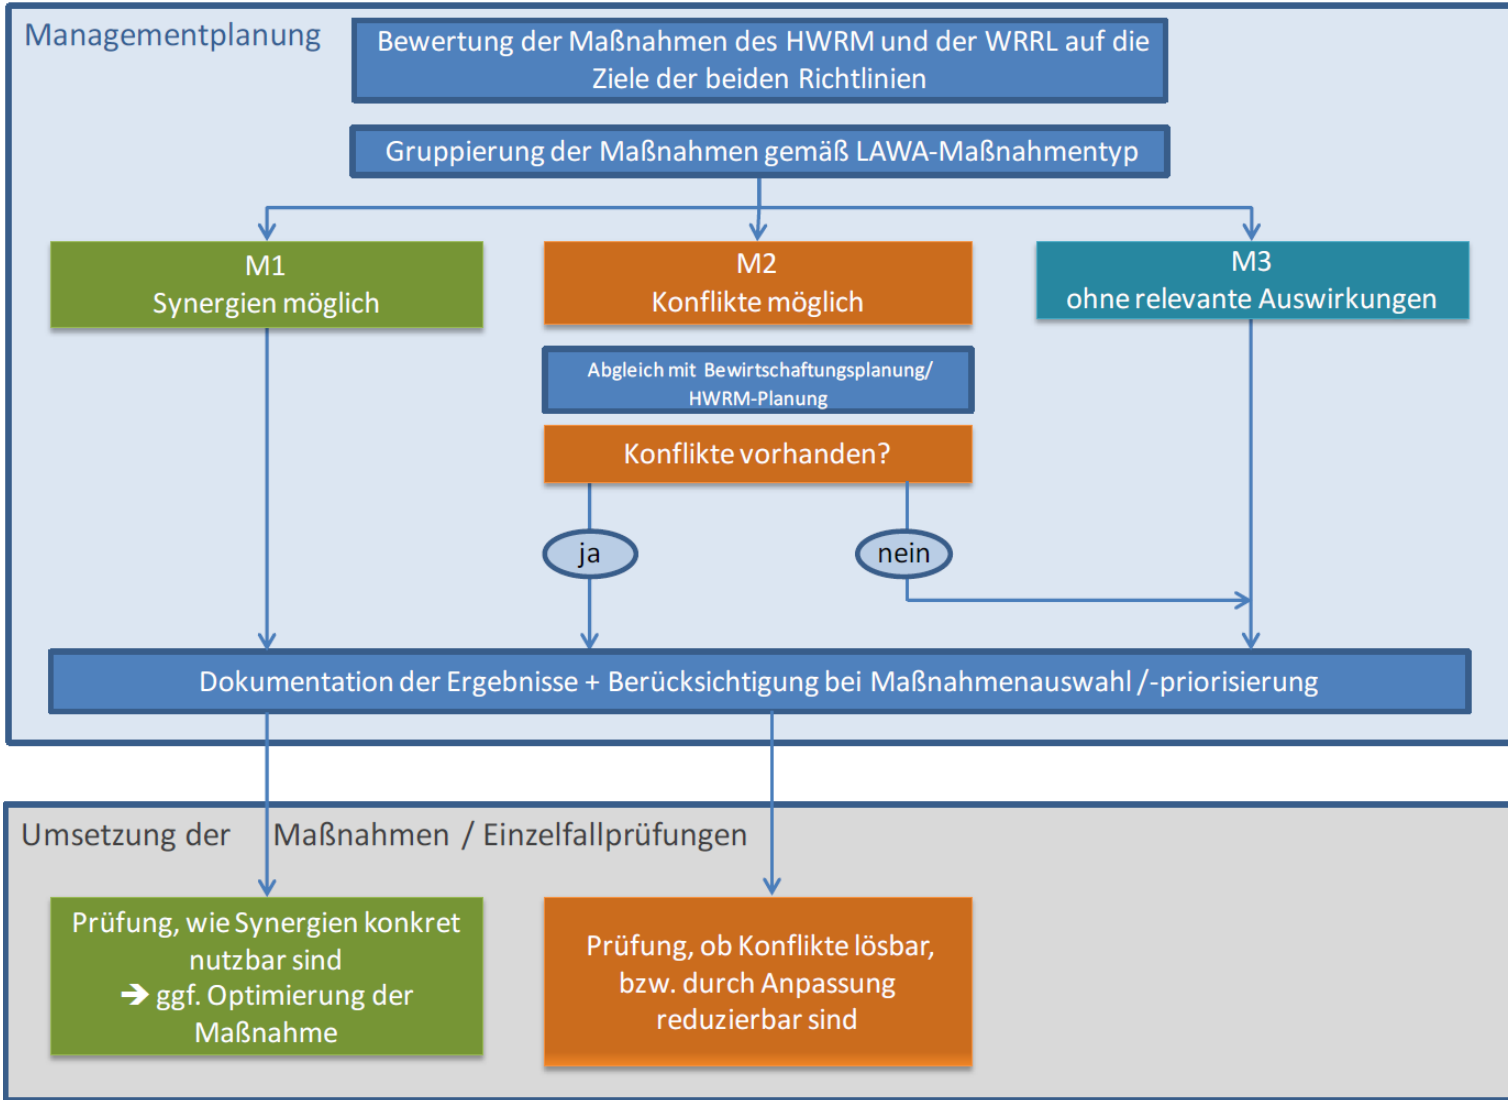 Managementplanung
Bewertung der Maßnahmen des HWRM und der WRRL auf die
Ziele der beiden Richtlinien
Gruppierung der Maßnahmen gemäß LAWA-Maßnahmentyp
M1
Synergien möglich
M2
Konflikte möglich
M3
ohne relevante Auswirkungen
Abgleich mit Bewirtschaftungsplanung/
HWRM-Planung
Konflikte vorhanden?
ja
nein
Dokumentation der Ergebnisse + Berücksichtigung bei Maßnahmenauswahl /-priorisierung
Umsetzung der Maßnahmen / Einzelfallprüfungen
Prüfung, wie Synergien konkret
nutzbar sind
➔ ggf. Optimierung der
Maßnahme
Prüfung, ob Konflikte lösbar,
bzw. durch Anpassung
reduzierbar sind